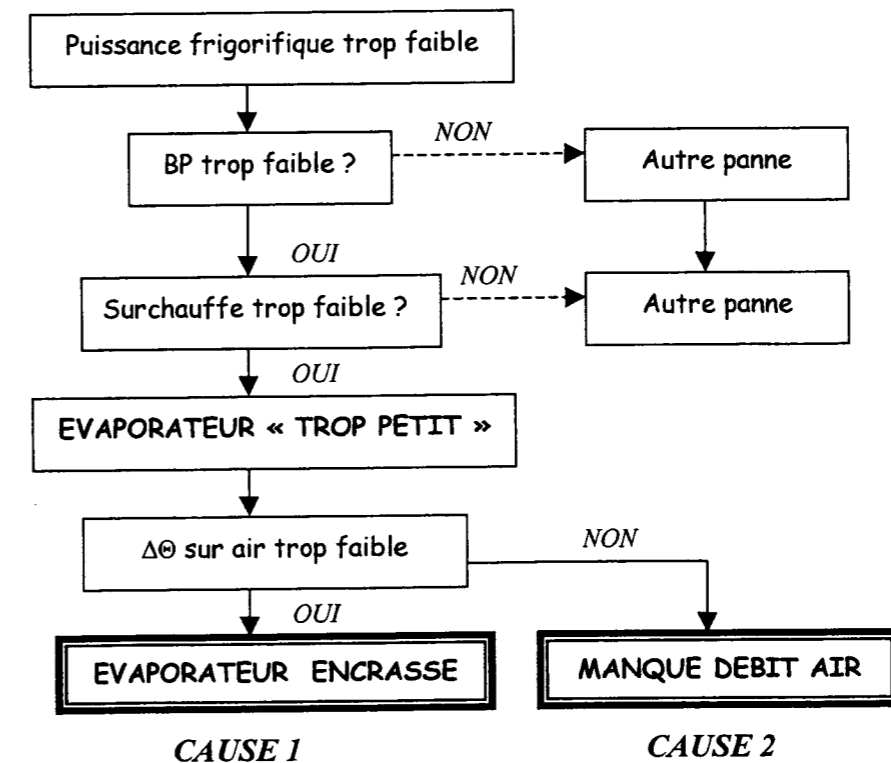 Puissance frigorifique trop faible
BP trop faible ?
NON
Autre panne
OUI
Surchauffe trop faible ?
NON
Autre panne
OUI
EVAPORATEUR « TROP PETIT »
ΔΘ sur air trop faible
NON
OUI
EVAPORATEUR ENCRASSE
MANQUE DEBIT AIR
CAUSE 1
CAUSE 2